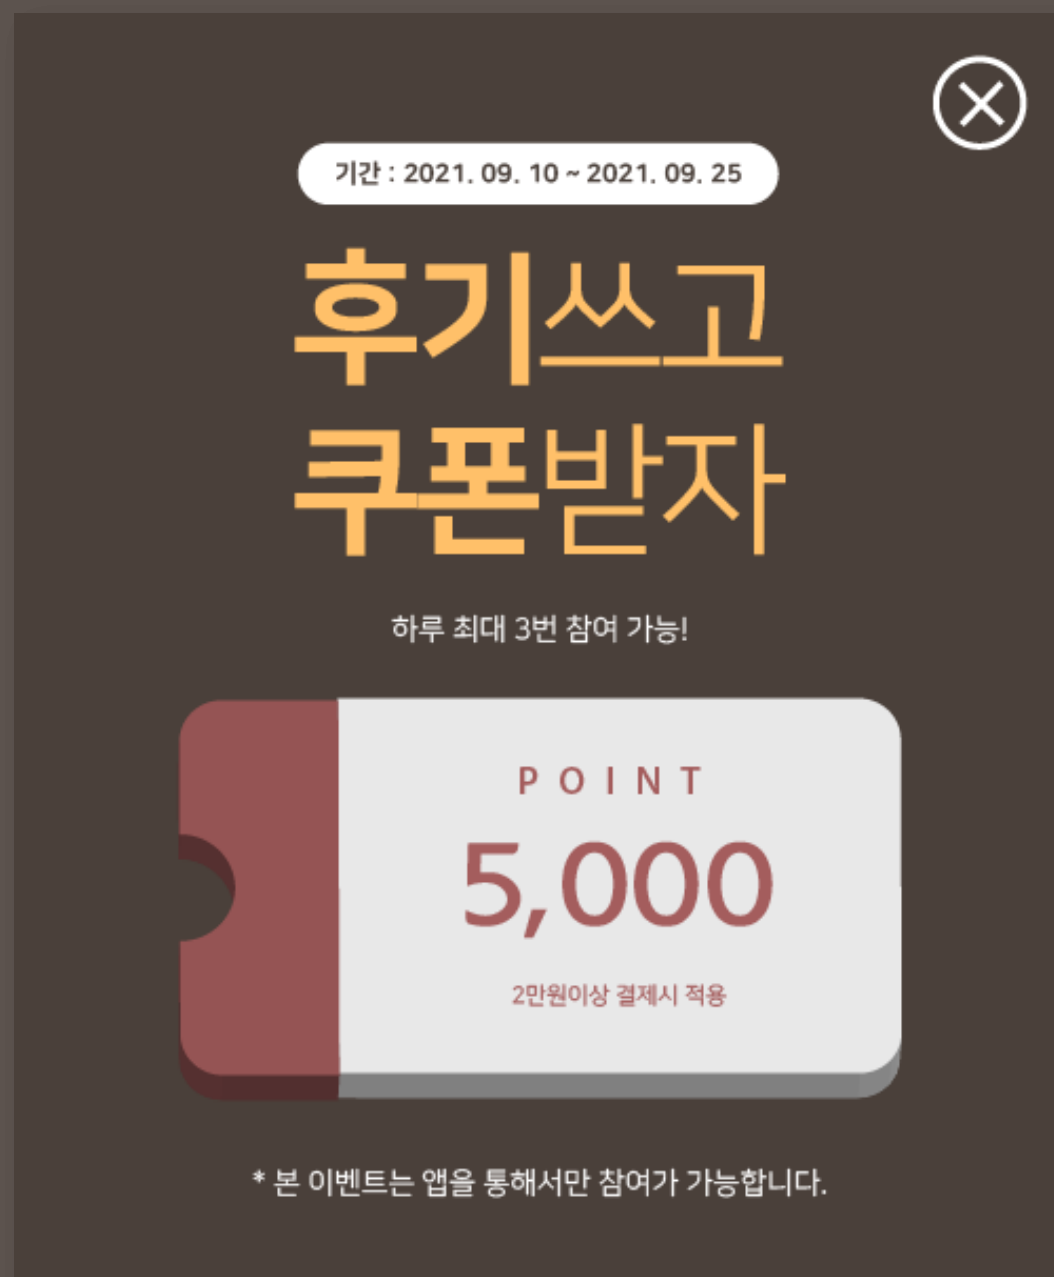 기간 : 2021. 09. 10 ~ 2021. 09. 25
후기쓰고
쿠폰받자
하루 최대 3번 참여 가능!
POINT
5,000
2만원이상 결제시 적용
* 본 이벤트는 앱을 통해서만 참여가 가능합니다.